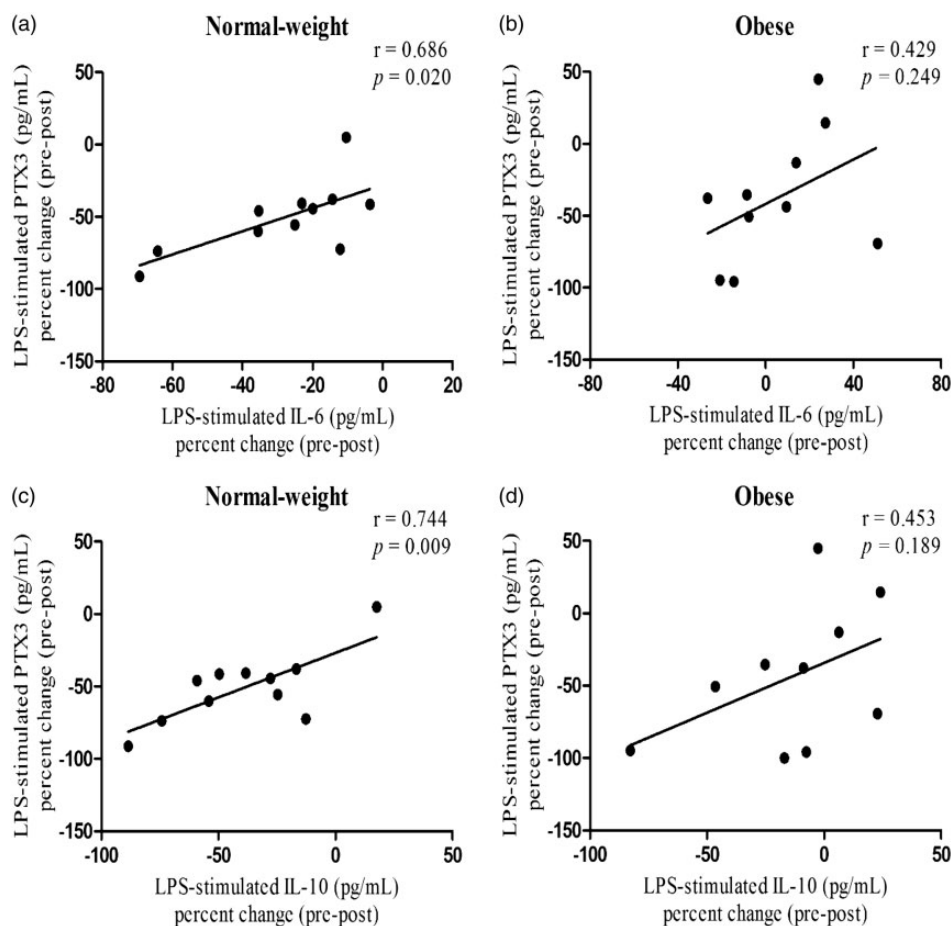 (a)
Normal-weight
r = 0.686
p = 0.020
LPS-stimulated PTX3 (pg/mL)
percent change (pre-post)
50
0
-50
-100
-150
-80
-60
-40
-20
0
20
LPS-stimulated IL-6 (pg/mL)
percent change (pre-post)
(b)
Obese
r = 0.429
p = 0.249
LPS-stimulated PTX3 (pg/mL)
percent change (pre-post)
50
0
-50
-100
-150
-80
-40
0
40
80
LPS-stimulated IL-6 (pg/mL)
percent change (pre-post)
(c)
Normal-weight
r = 0.744
p = 0.009
LPS-stimulated PTX3 (pg/mL)
percent change (pre-post)
50
0
-50
-100
-150
-100
-50
0
50
LPS-stimulated IL-10 (pg/mL)
percent change (pre-post)
(d)
Obese
r = 0.453
p = 0.189
LPS-stimulated PTX3 (pg/mL)
percent change (pre-post)
50
0
-50
-100
-150
-100
-50
0
50
LPS-stimulated IL-10 (pg/mL)
percent change (pre-post)